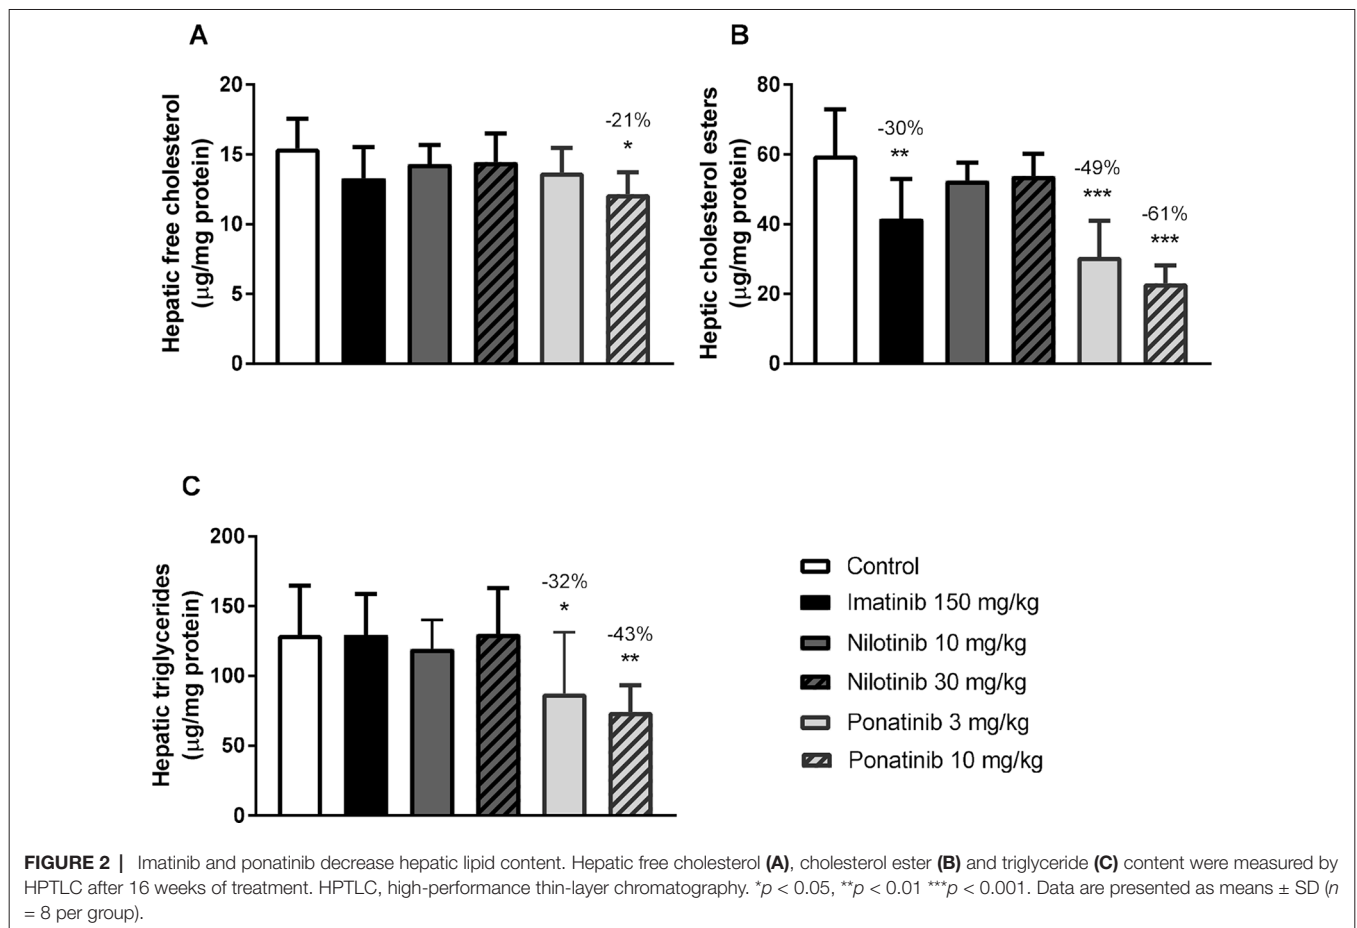 A
Hepatic free cholesterol
(μg/mg protein)
20
15
10
5
0
-21%
*
B
Heptic cholesterol esters
(μg/mg protein)
80
60
40
20
0
-30%
**
-49%
***
-61%
***
C
Hepatic triglycerides
(μg/mg protein)
200
150
100
50
0
-32%
*
-43%
**
Control
Imatinib 150 mg/kg
Nilotinib 10 mg/kg
Nilotinib 30 mg/kg
Ponatinib 3 mg/kg
Ponatinib 10 mg/kg
FIGURE 2 | Imatinib and ponatinib decrease hepatic lipid content. Hepatic free cholesterol (A), cholesterol ester (B) and triglyceride (C) content were measured by
HPTLC after 16 weeks of treatment. HPTLC, high-performance thin-layer chromatography. *p < 0.05, **p < 0.01 ***p < 0.001. Data are presented as means ± SD (n
= 8 per group).